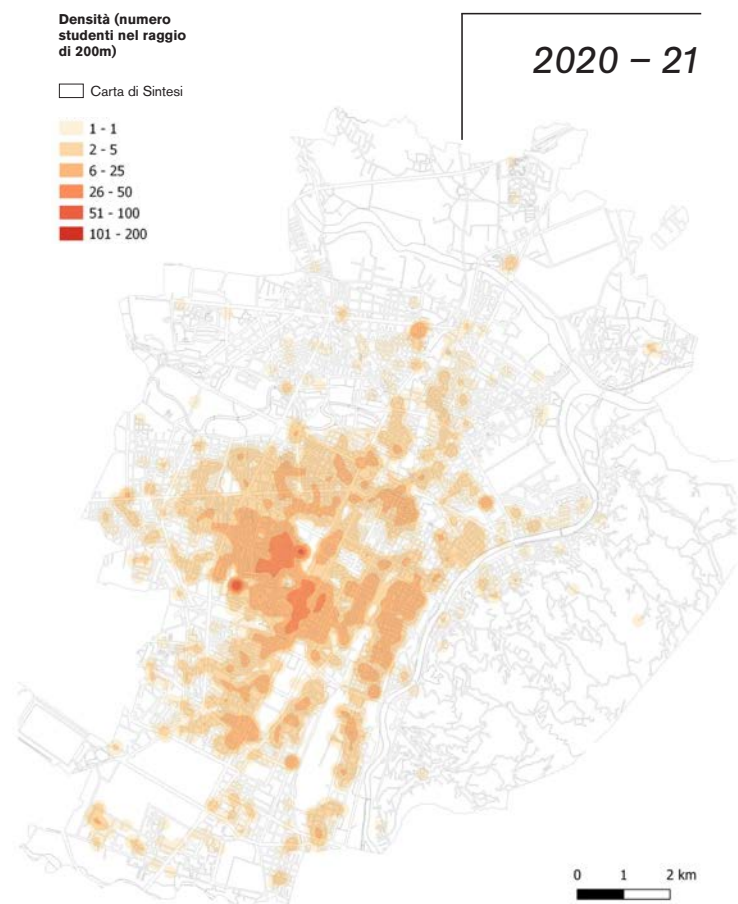 Densità (numero
studenti nel raggio
di 200m)
Carta di Sintesi
1 - 1
2 - 5
6 - 25
26 - 50
51 - 100
101 - 200
2020 – 21
0 1 2 km